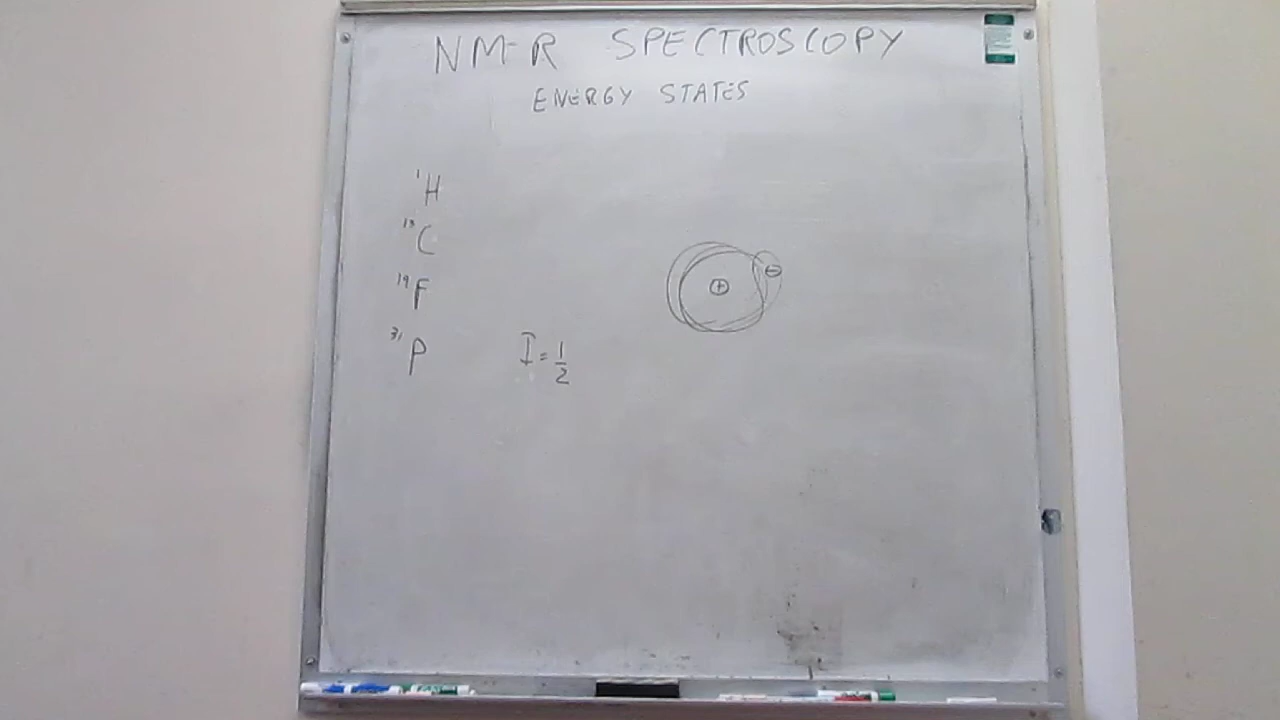 NMR SPECTROSCOPY
ENERGY STATES
¹H
¹³C
¹⁹F
³¹P
I = 1/2
+
−